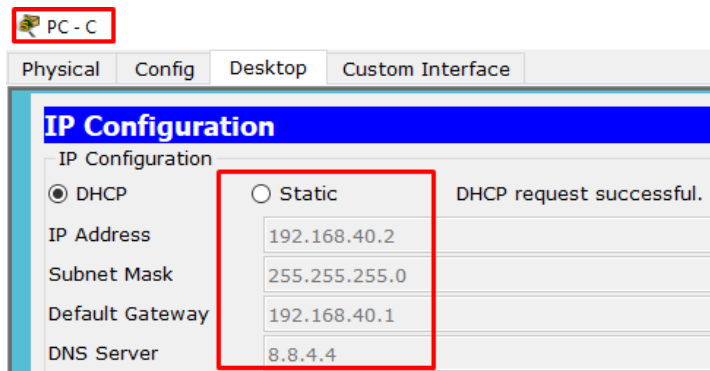 PC - C
Physical Config Desktop Custom Interface
IP Configuration
IP Configuration
DHCP Static DHCP request successful.
IP Address 192.168.40.2
Subnet Mask 255.255.255.0
Default Gateway 192.168.40.1
DNS Server 8.8.4.4